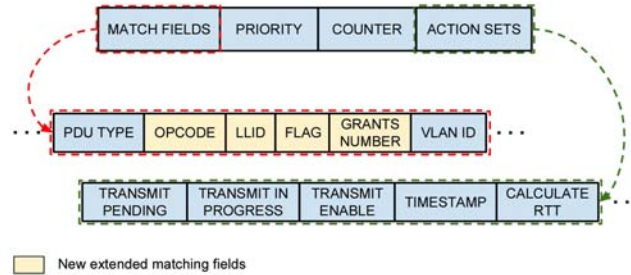 MATCH FIELDS PRIORITY COUNTER ACTION SETS
PDU TYPE OPCODE LLID FLAG GRANTS NUMBER VLAN ID
TRANSMIT PENDING TRANSMIT IN PROGRESS TRANSMIT ENABLE TIMESTAMP CALCULATE RTT
New extended matching fields